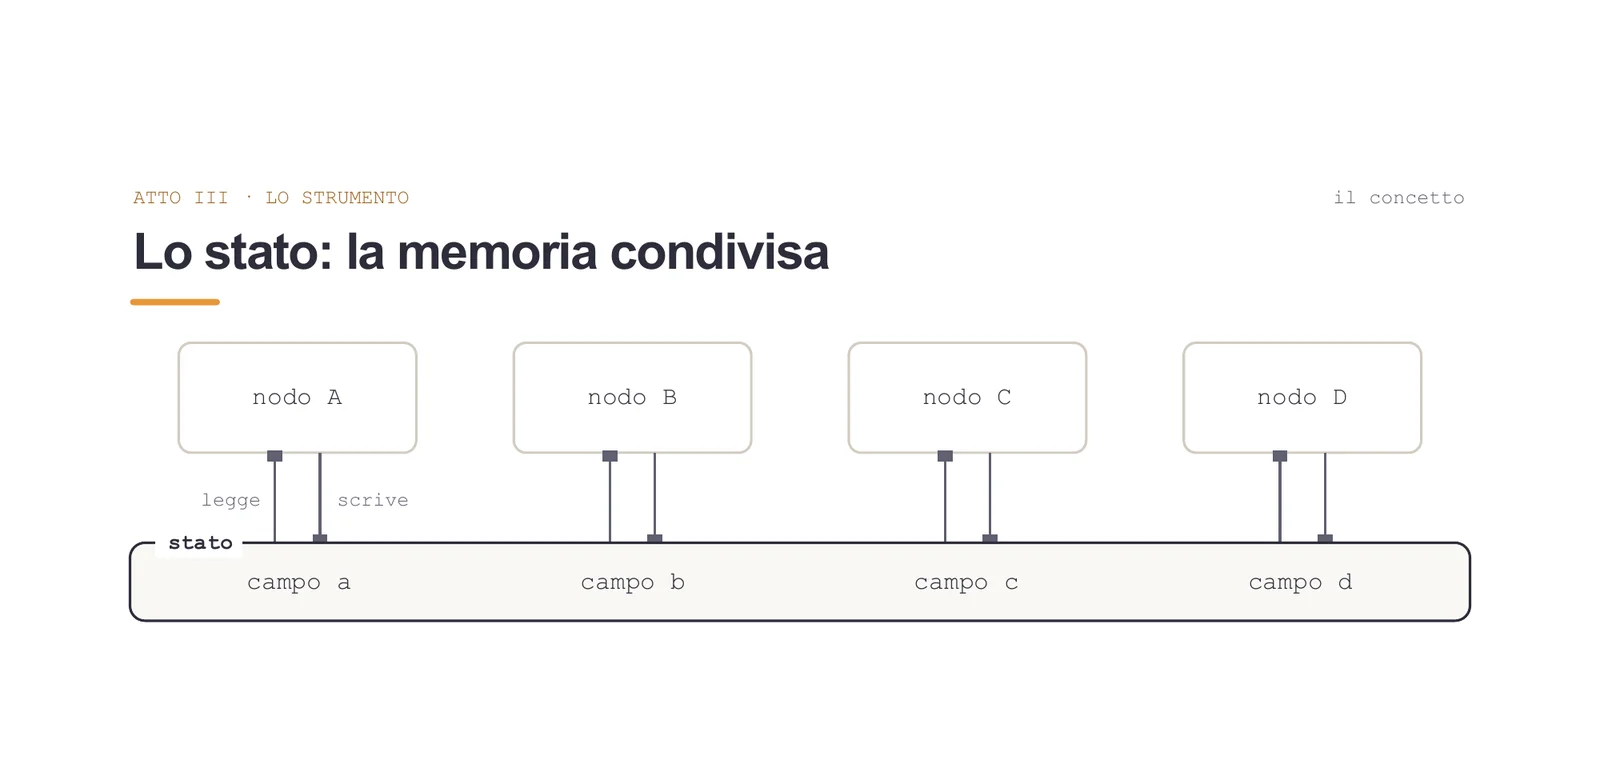 ATTO III · LO STRUMENTO
il concetto
Lo stato: la memoria condivisa
nodo A
nodo B
nodo C
nodo D
legge
scrive
stato
campo a
campo b
campo c
campo d